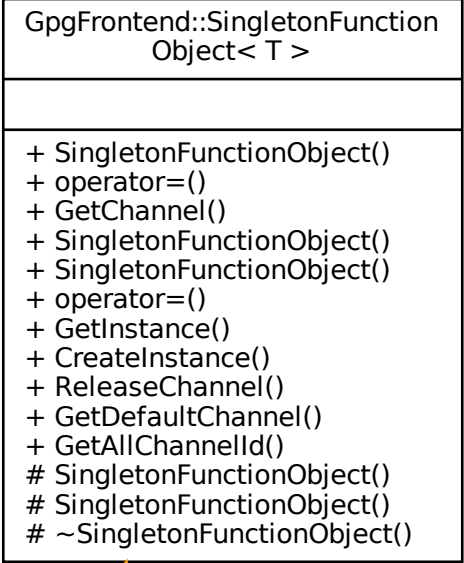 GpgFrontend::SingletonFunction
Object< T >
+ SingletonFunctionObject()
+ operator=()
+ GetChannel()
+ SingletonFunctionObject()
+ SingletonFunctionObject()
+ operator=()
+ GetInstance()
+ CreateInstance()
+ ReleaseChannel()
+ GetDefaultChannel()
+ GetAllChannelId()
# SingletonFunctionObject()
# SingletonFunctionObject()
# ~SingletonFunctionObject()